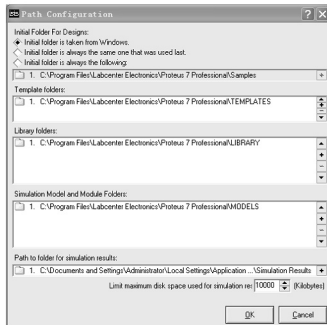 ISIS Path Configuration ? X
Initial Folder For Designs:
Initial folder is taken from Windows.
Initial folder is always the same one that was used last.
Initial folder is always the following:
1. C:\Program Files\Labcenter Electronics\Proteus 7 Professional\Samples +
Template folders:
1. C:\Program Files\Labcenter Electronics\Proteus 7 Professional\TEMPLATES
Library folders:
1. C:\Program Files\Labcenter Electronics\Proteus 7 Professional\LIBRARY
+
-
Simulation Model and Module Folders:
1. C:\Program Files\Labcenter Electronics\Proteus 7 Professional\MODELS
+
-
Path to folder for simulation results:
1. C:\Documents and Settings\Administrator\Local Settings\Application ...\Simulation Results +
Limit maximum disk space used for simulation re: 10000 (Kilobytes)
OK Cancel